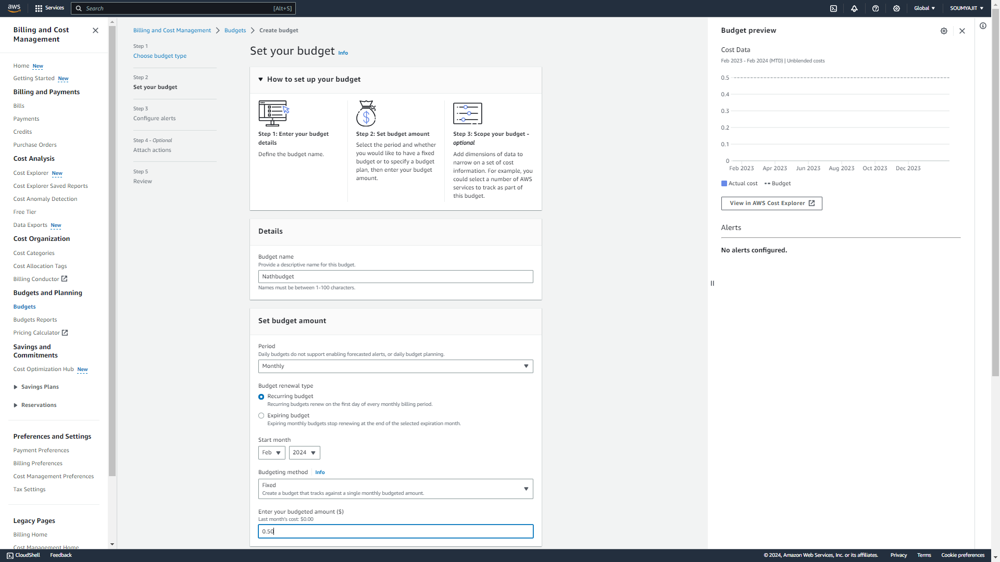 aws
Services
Search
[Alt+S]
Global
SOUMYAJIT
Billing and Cost
Management
Home New
Getting Started New
Billing and Payments
Bills
Payments
Credits
Purchase Orders
Cost Analysis
Cost Explorer New
Cost Explorer Saved Reports
Cost Anomaly Detection
Free Tier
Data Exports New
Cost Organization
Cost Categories
Cost Allocation Tags
Billing Conductor
Budgets and Planning
Budgets
Budgets Reports
Pricing Calculator
Savings and
Commitments
Cost Optimization Hub New
Savings Plans
Reservations
Preferences and Settings
Payment Preferences
Billing Preferences
Cost Management Preferences
Tax Settings
Legacy Pages
Billing Home
Cost Management Home
Billing and Cost Management
Budgets
Create budget
Step 1
Choose budget type
Step 2
Set your budget
Step 3
Configure alerts
Step 4 - Optional
Attach actions
Step 5
Review
Set your budget Info
How to set up your budget
Step 1: Enter your budget
details
Define the budget name.
Step 2: Set budget amount
Select the period and whether
you would like to have a fixed
budget or to specify a budget
plan, then enter your budget
amount.
Step 3: Scope your budget -
optional
Add dimensions of data to
narrow on a set of cost
information. For example, you
could select a number of AWS
services to track as part of
this budget.
Details
Budget name
Provide a descriptive name for this budget.
Nathbudget
Names must be between 1-100 characters.
Set budget amount
Period
Daily budgets do not support enabling forecasted alerts, or daily budget planning.
Monthly
Budget renewal type
Recurring budget
Recurring budgets renew on the first day of every monthly billing period.
Expiring budget
Expiring monthly budgets stop renewing at the end of the selected expiration month.
Start month
Feb
2024
Budgeting method Info
Fixed
Create a budget that tracks against a single monthly budgeted amount.
Enter your budgeted amount ($)
Last month's cost: $0.00
0.50
Budget preview
Cost Data
Feb 2023 - Feb 2024 (MTD) | Unblended costs
0.5
0.4
0.3
0.2
0.1
0
Feb 2023 Apr 2023 Jun 2023 Aug 2023 Oct 2023 Dec 2023
Actual cost Budget
View in AWS Cost Explorer
Alerts
No alerts configured.
CloudShell
Feedback
© 2024, Amazon Web Services, Inc. or its affiliates.
Privacy
Terms
Cookie preferences